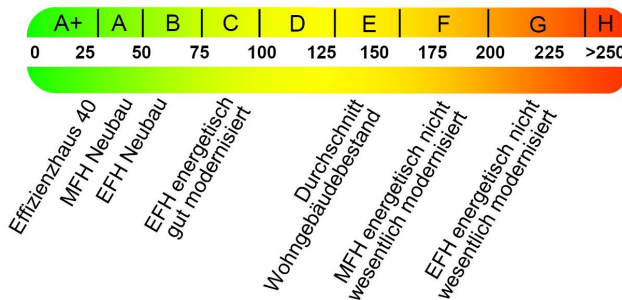 A+ A B C D E F G H
0 25 50 75 100 125 150 175 200 225 >250
Effizienzhaus 40
MFH Neubau
EFH Neubau
EFH energetisch
gut modernisiert
Durchschnitt
Wohngebäudebestand
MFH energetisch nicht
wesentlich modernisiert
EFH energetisch nicht
wesentlich modernisiert